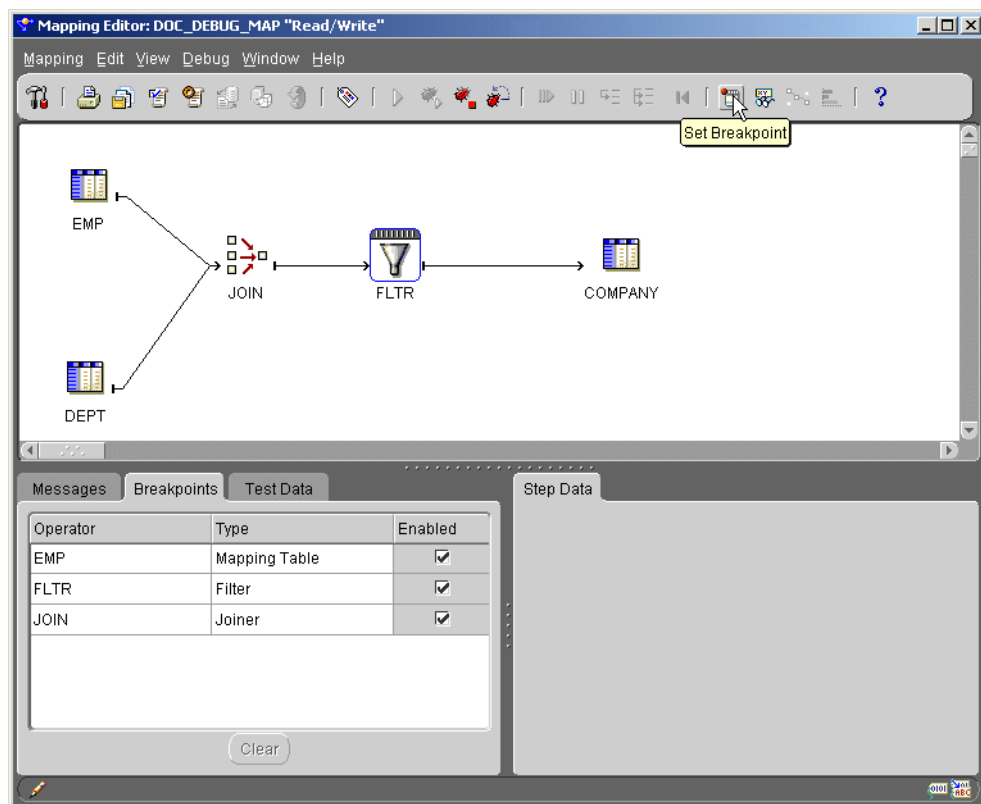 Mapping Editor: DOC_DEBUG_MAP "Read/Write"
Mapping Edit View Debug Window Help
Set Breakpoint
EMP
JOIN
FLTR
COMPANY
DEPT
Messages Breakpoints Test Data Step Data
Operator Type Enabled
EMP Mapping Table
FLTR Filter
JOIN Joiner
Clear